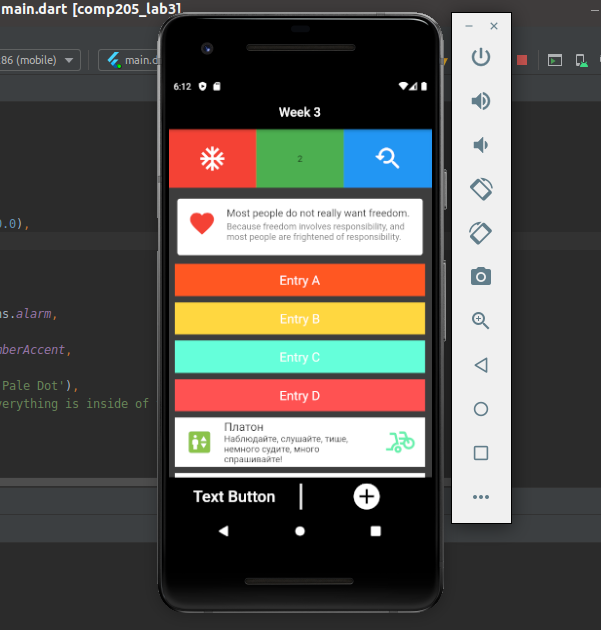 main.dart [comp205_lab3]
86 (mobile)
main.d
6:12
Week 3
2
0.0),
Most people do not really want freedom.
Because freedom involves responsibility, and
most people are frightened of responsibility.
Entry A
s.alarm,
Entry B
mberAccent,
Entry C
Pale Dot'),
Entry D
verything is inside of
Платон
Наблюдайте, слушайте, тише,
немного судите, много
спрашивайте!
Text Button